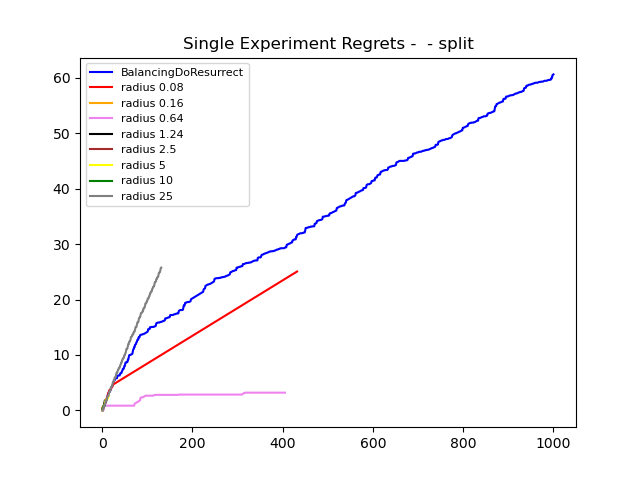 Single Experiment Regrets -  - split
BalancingDoResurrect
radius 0.08
radius 0.16
radius 0.64
radius 1.24
radius 2.5
radius 5
radius 10
radius 25
60
50
40
30
20
10
0
0 200 400 600 800 1000